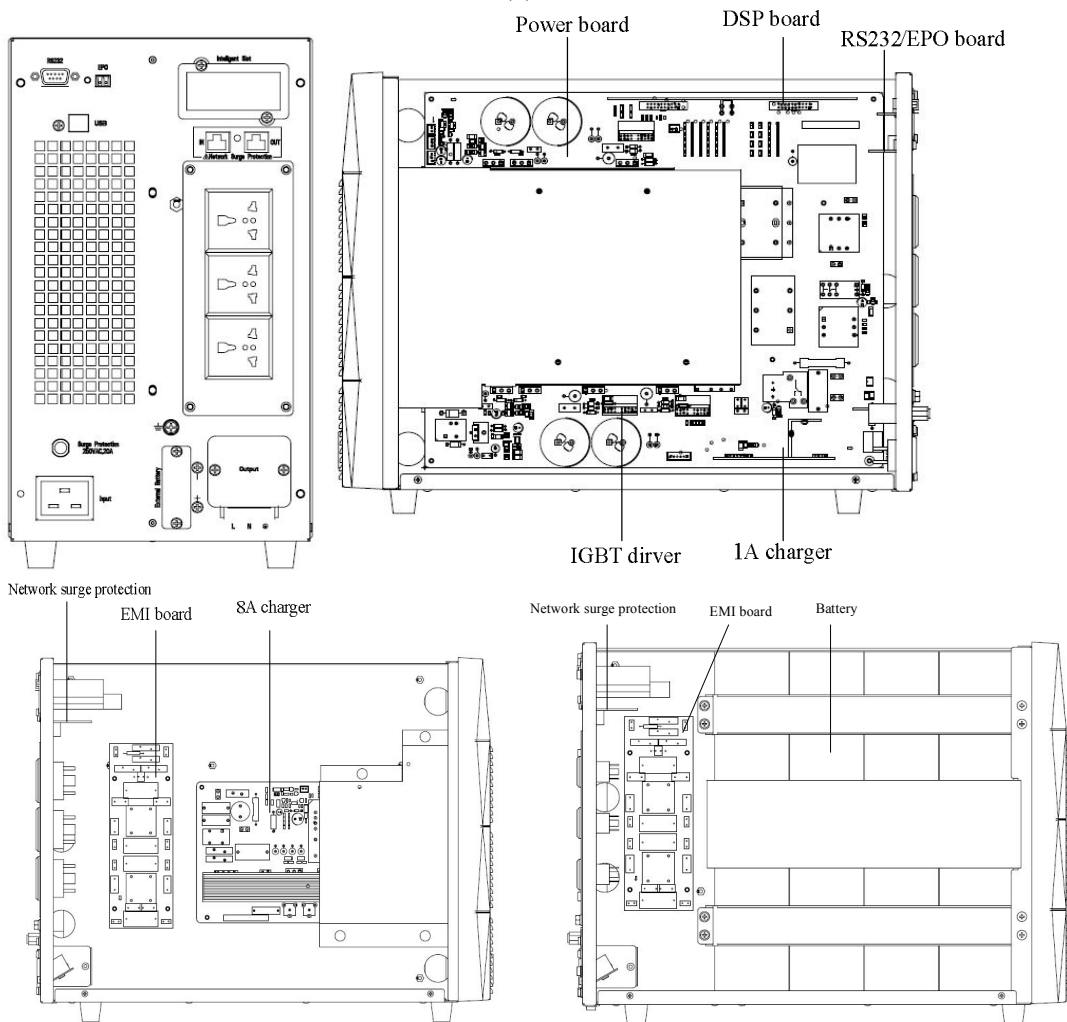 Power board
DSP board
RS232/EPO board
RS232
EPO
Intelligent Slot
USB
IN
OUT
⚠Network Surge Protection
Surge Protection
250VAC,20A
External Battery
Output
Input
L N
IGBT dirver
1A charger
Network surge protection
EMI board
8A charger
Network surge protection
EMI board
Battery